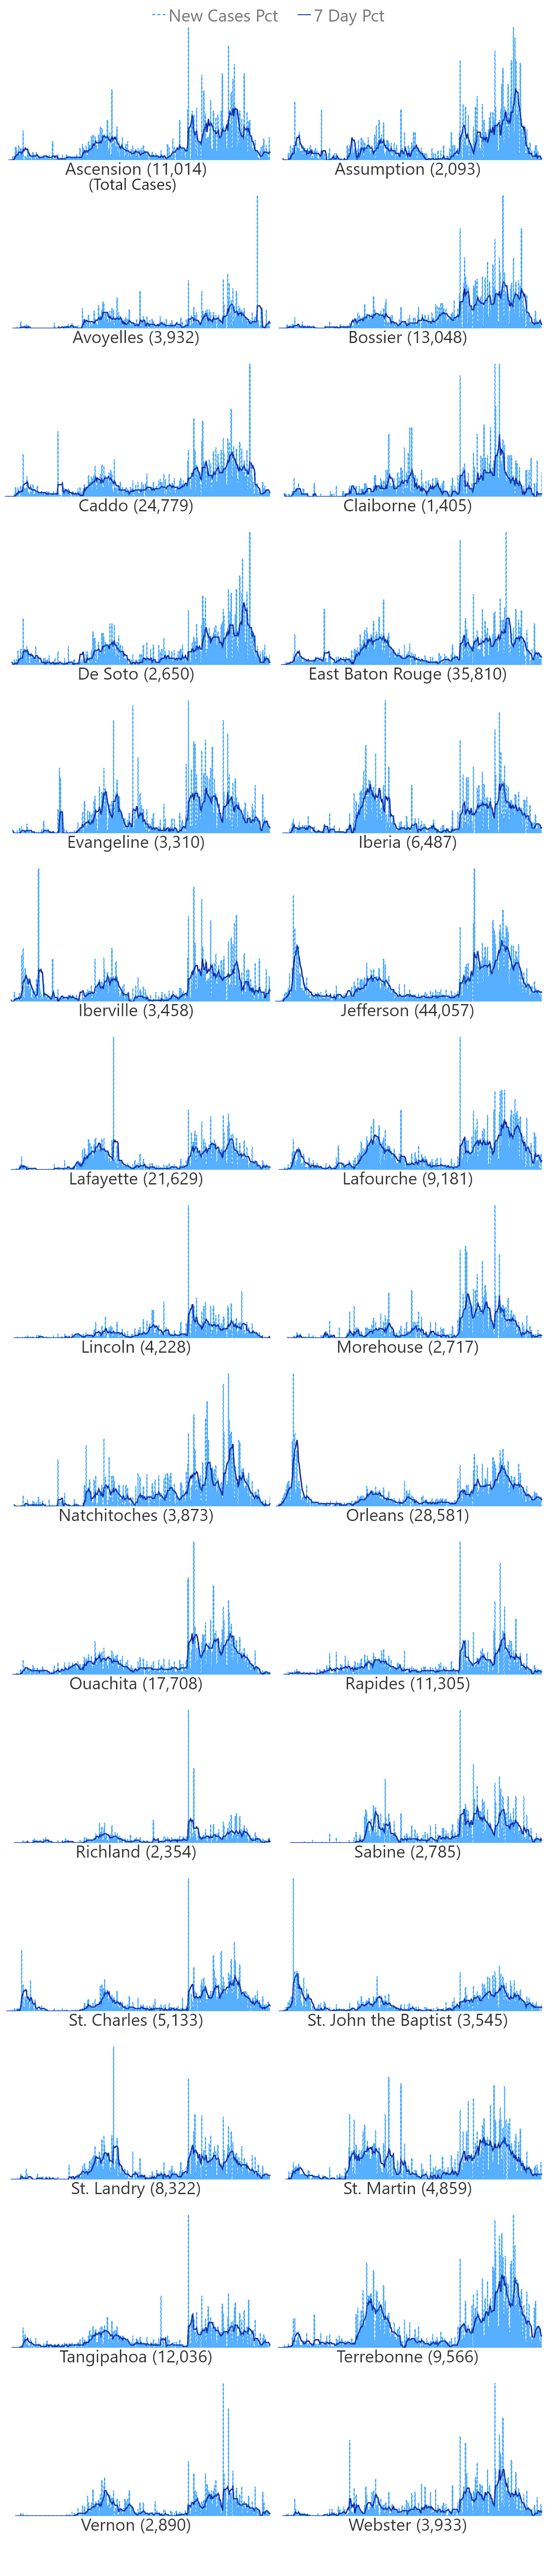 New Cases Pct 7 Day Pct
Ascension (11,014) Assumption (2,093)
(Total Cases)
Avoyelles (3,932) Bossier (13,048)
Caddo (24,779) Claiborne (1,405)
De Soto (2,650) East Baton Rouge (35,810)
Evangeline (3,310) Iberia (6,487)
Iberville (3,458) Jefferson (44,057)
Lafayette (21,629) Lafourche (9,181)
Lincoln (4,228) Morehouse (2,717)
Natchitoches (3,873) Orleans (28,581)
Ouachita (17,708) Rapides (11,305)
Richland (2,354) Sabine (2,785)
St. Charles (5,133) St. John the Baptist (3,545)
St. Landry (8,322) St. Martin (4,859)
Tangipahoa (12,036) Terrebonne (9,566)
Vernon (2,890) Webster (3,933)